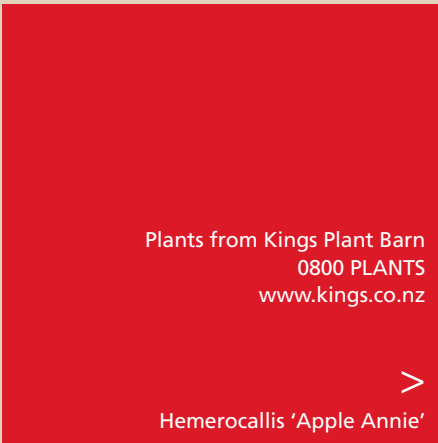 Plants from Kings Plant Barn
0800 PLANTS
www.kings.co.nz
>
Hemerocallis ‘Apple Annie’